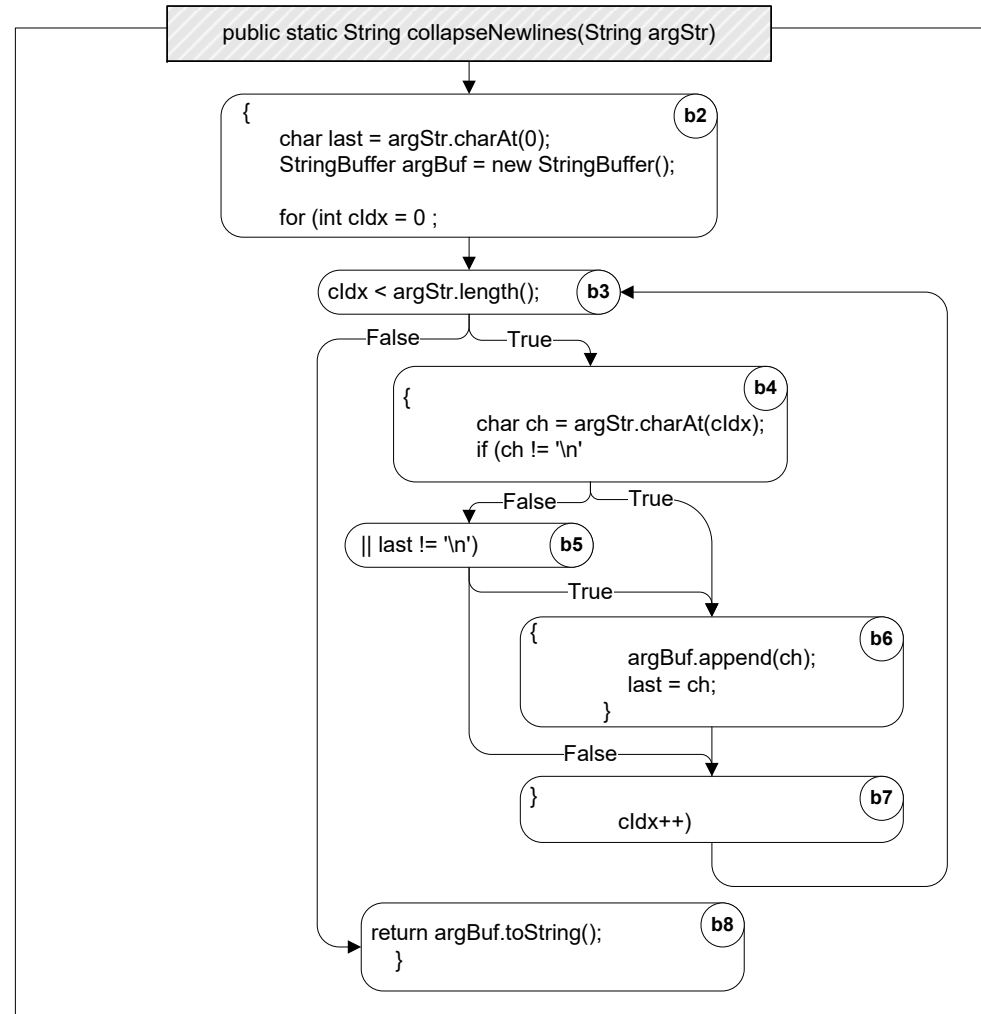 public static String collapseNewlines(String argStr)
{
b2
char last = argStr.charAt(0);
StringBuffer argBuf = new StringBuffer();
for (int cIdx = 0 ;
cIdx < argStr.length();
b3
False
True
b4
{
char ch = argStr.charAt(cIdx);
if (ch != '\n'
False
True
|| last != '\n')
b5
True
{
b6
argBuf.append(ch);
last = ch;
}
False
}
b7
cIdx++)
b8
return argBuf.toString();
}